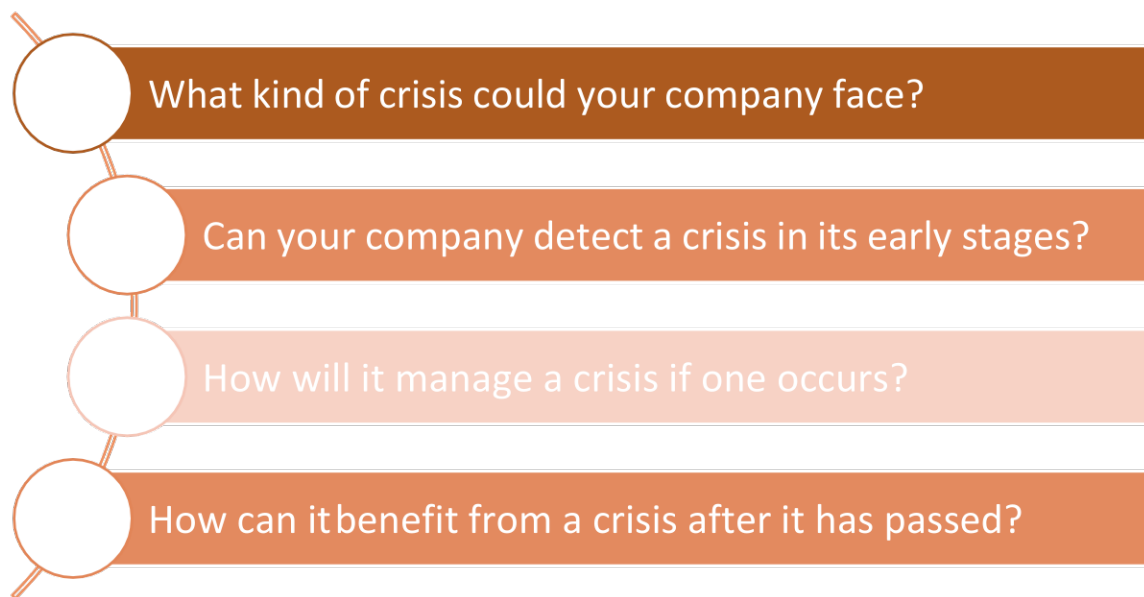 What kind of crisis could your company face?
Can your company detect a crisis in its early stages?
How will it manage a crisis if one occurs?
How can it benefit from a crisis after it has passed?